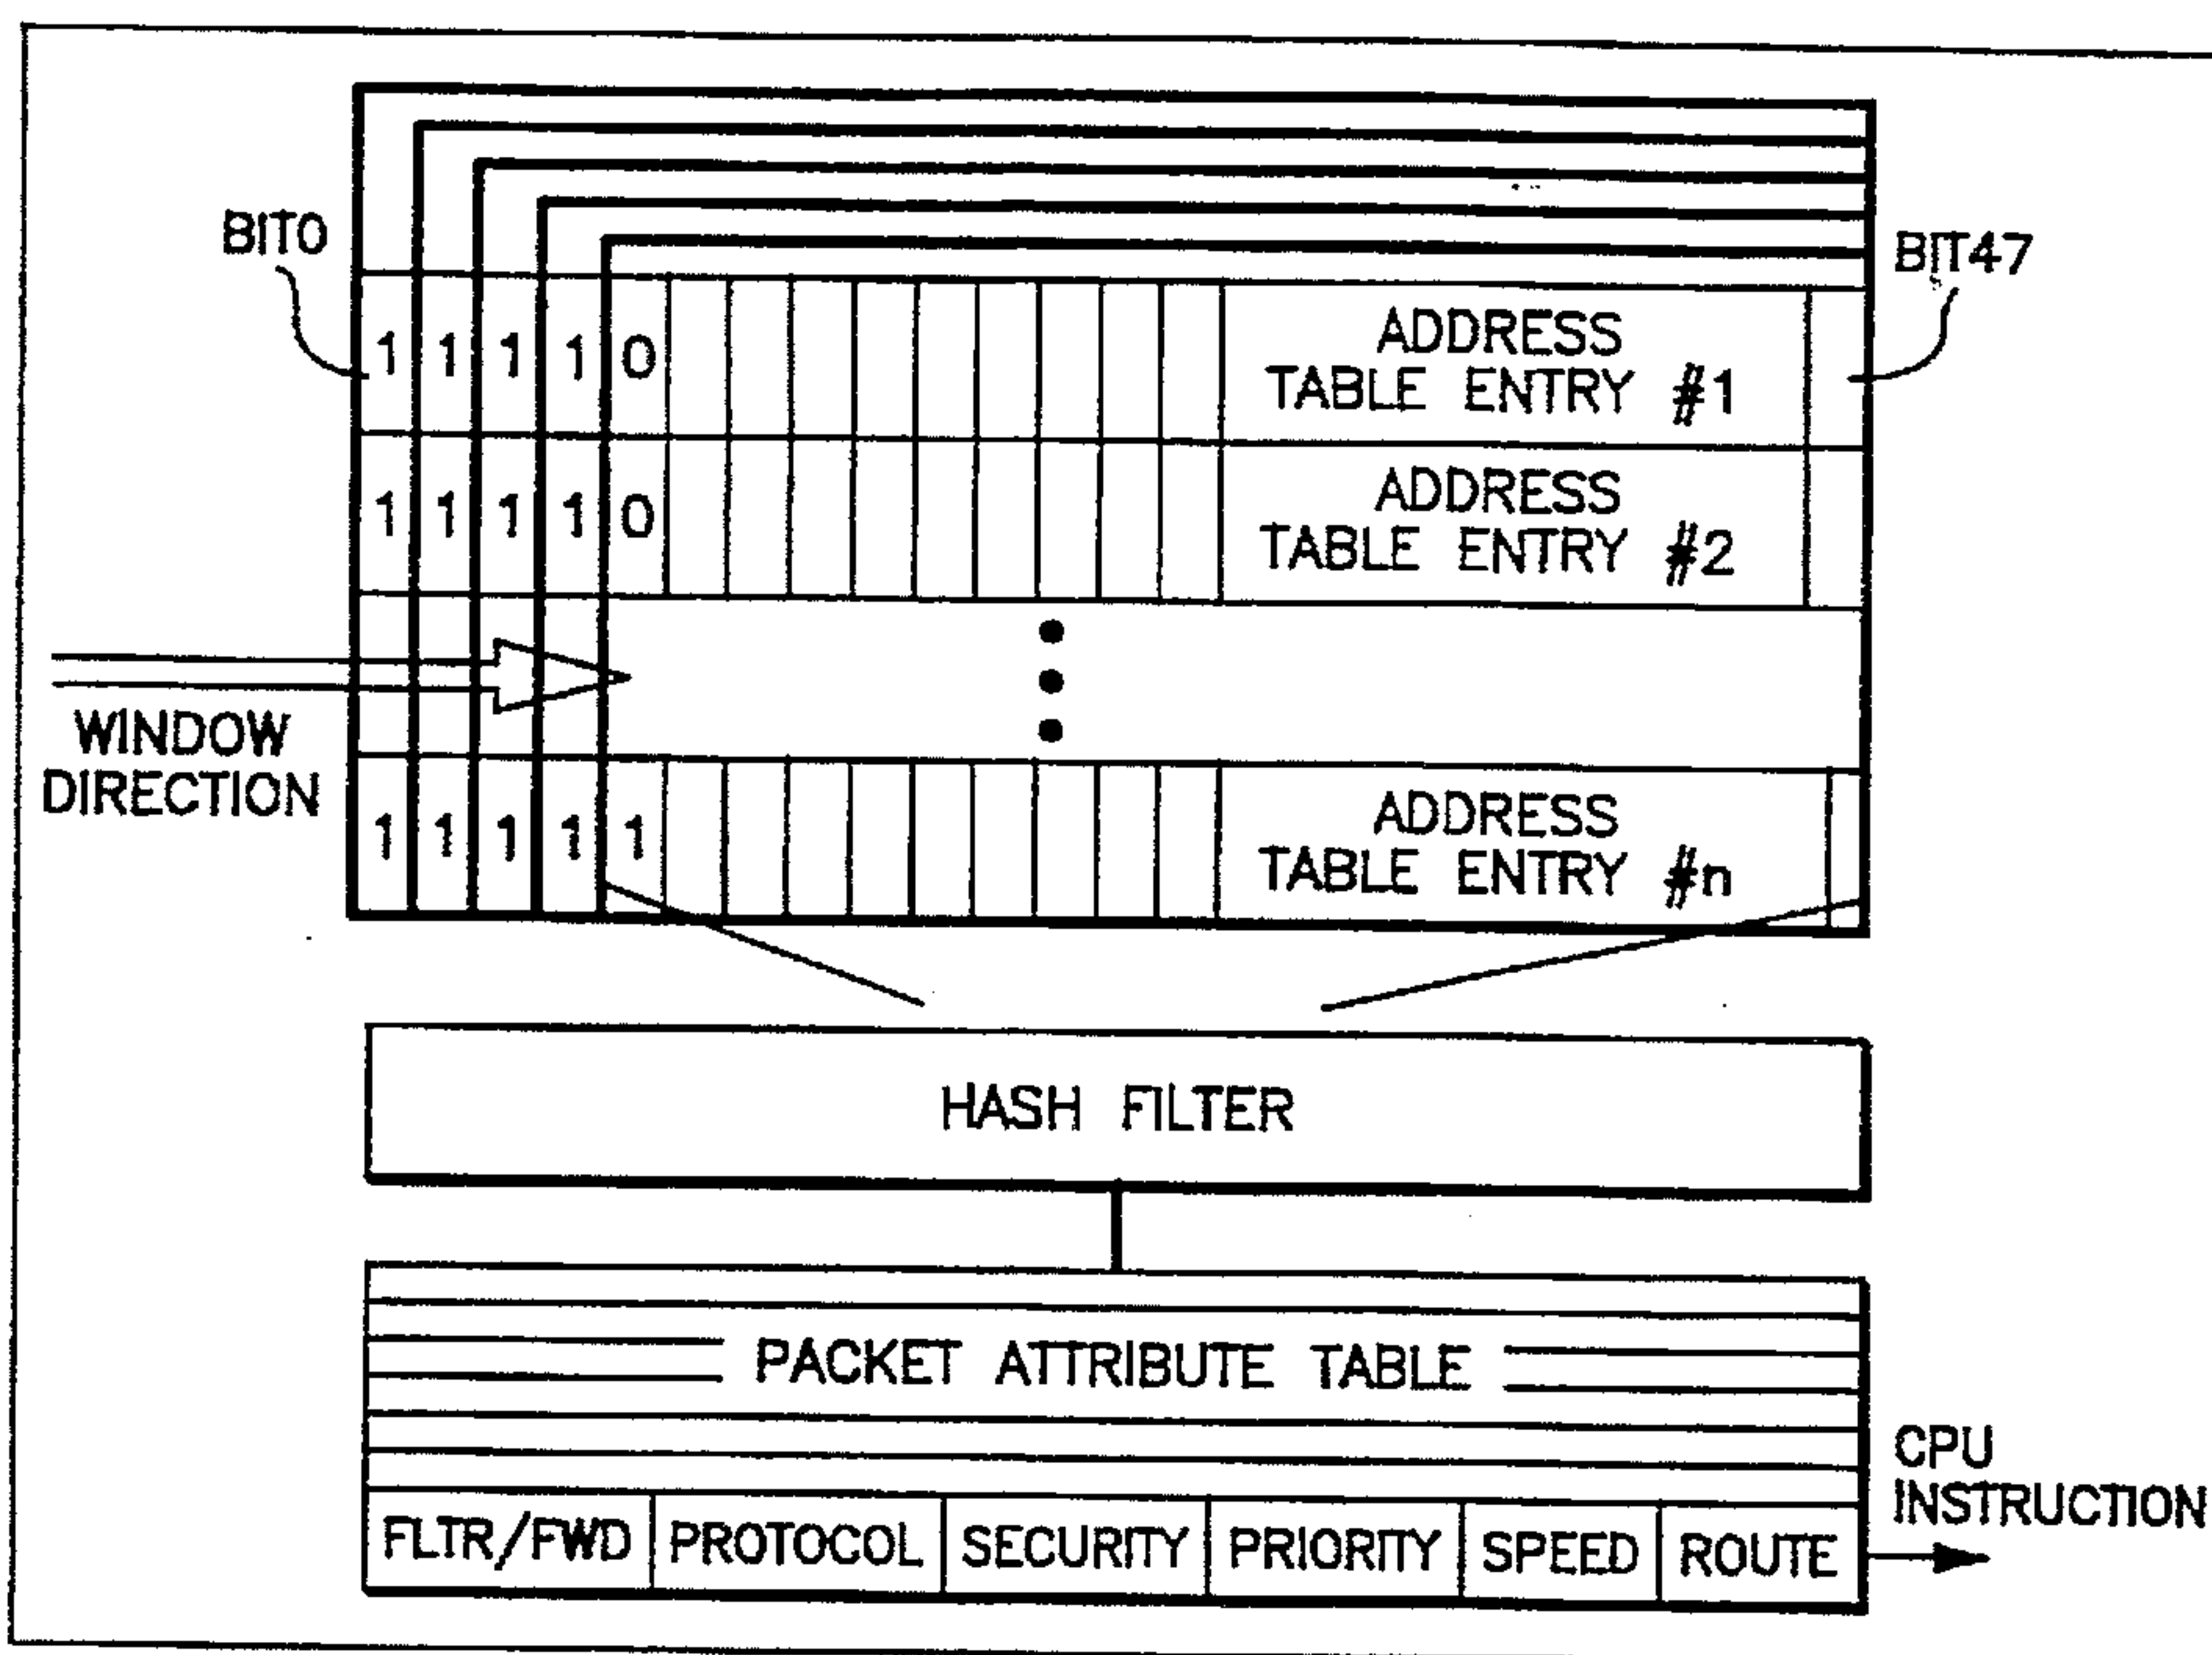 BIT0
BIT47
1 1 1 1 0
ADDRESS
TABLE ENTRY #1
1 1 1 1 0
ADDRESS
TABLE ENTRY #2
WINDOW
DIRECTION
1 1 1 1 1
ADDRESS
TABLE ENTRY #n
HASH FILTER
PACKET ATTRIBUTE TABLE
CPU
INSTRUCTION
FLTR/FWD PROTOCOL SECURITY PRIORITY SPEED ROUTE